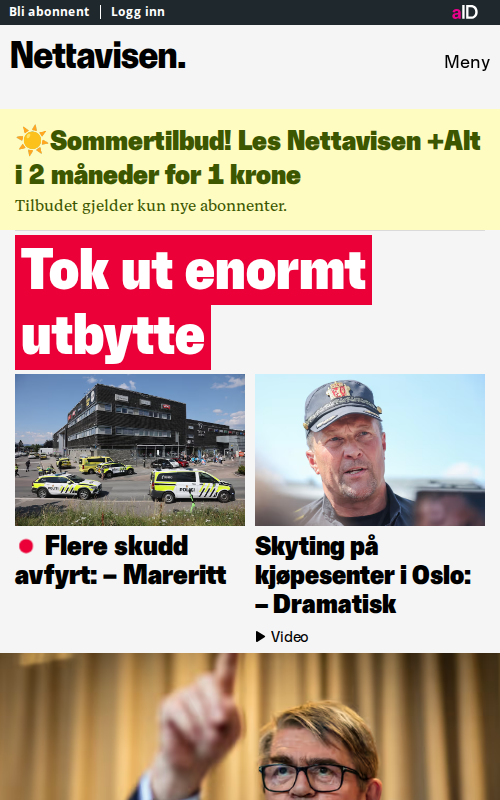 Bli abonnent | Logg inn
aID
Nettavisen.
Meny
Sommertilbud! Les Nettavisen +Alt
i 2 måneder for 1 krone
Tilbudet gjelder kun nye abonnenter.
Tok ut enormt
utbytte
Flere skudd
avfyrt: – Mareritt
Skyting på
kjøpesenter i Oslo:
– Dramatisk
Video